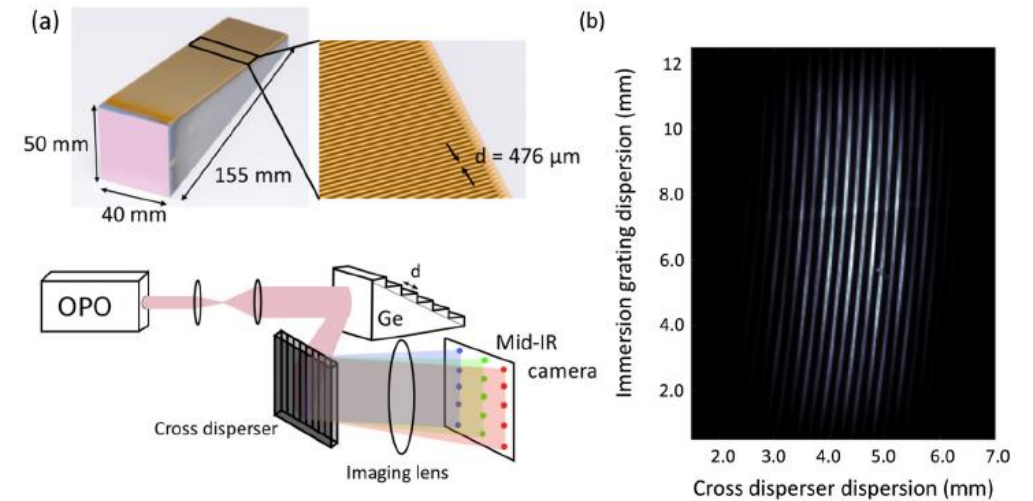 (a)
50 mm
40 mm
155 mm
d = 476 µm
OPO
d
Ge
Cross disperser
Imaging lens
Mid-IR
camera
(b)
Immersion grating dispersion (mm)
12
10
8.0
6.0
4.0
2.0
2.0 3.0 4.0 5.0 6.0 7.0
Cross disperser dispersion (mm)